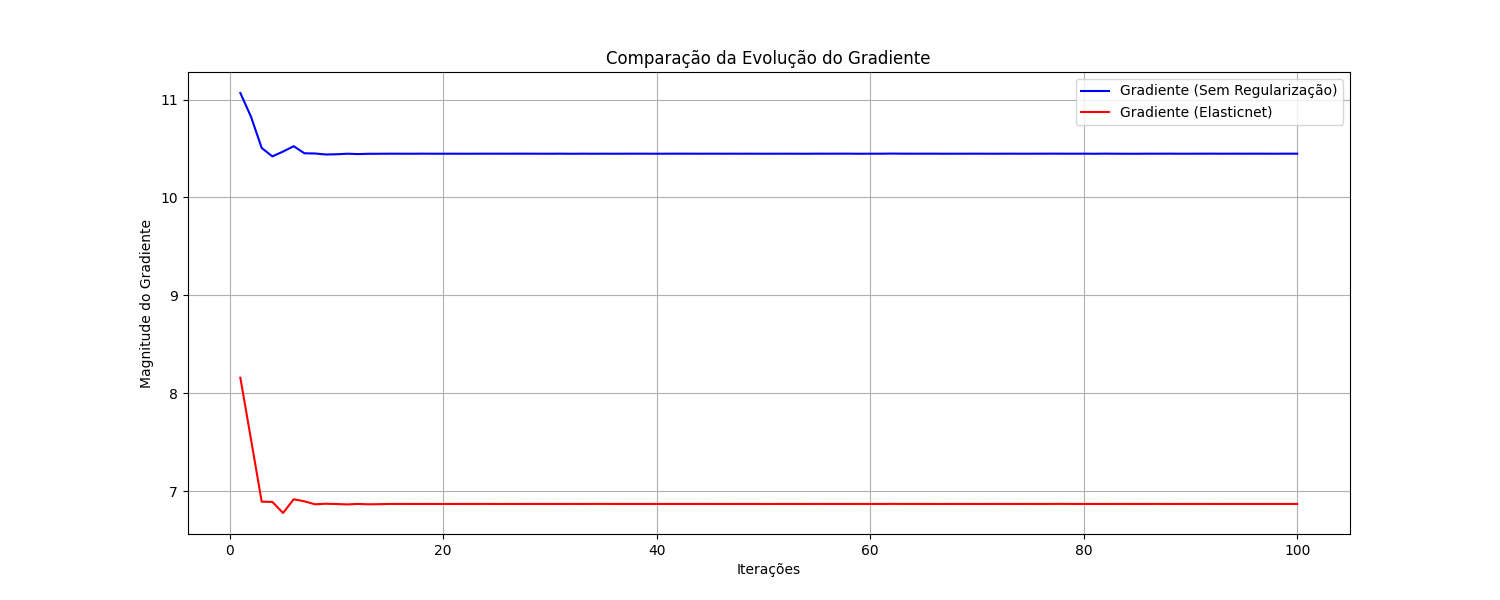 Comparação da Evolução do Gradiente
Gradiente (Sem Regularização)
Gradiente (Elasticnet)
Magnitude do Gradiente
11
10
9
8
7
0 20 40 60 80 100
Iterações